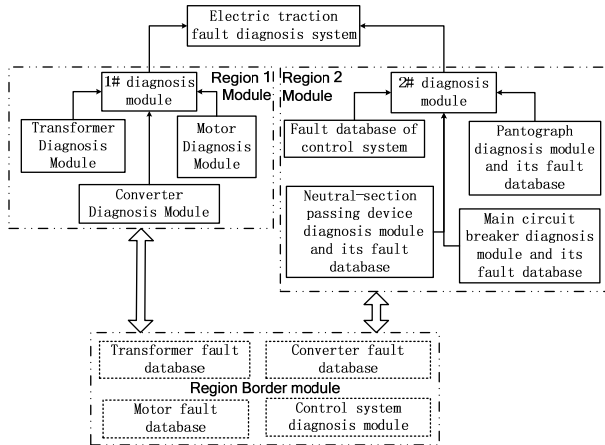 Electric traction
fault diagnosis system
Region 1
Module
1# diagnosis
module
Transformer
Diagnosis
Module
Motor
Diagnosis
Module
Converter
Diagnosis Module
Region 2
Module
2# diagnosis
module
Fault database of
control system
Pantograph
diagnosis module
and its fault
database
Neutral-section
passing device
diagnosis module
and its fault
database
Main circuit
breaker diagnosis
module and its
fault database
Transformer fault
database
Converter fault
database
Region Border module
Motor fault
database
Control system
diagnosis module